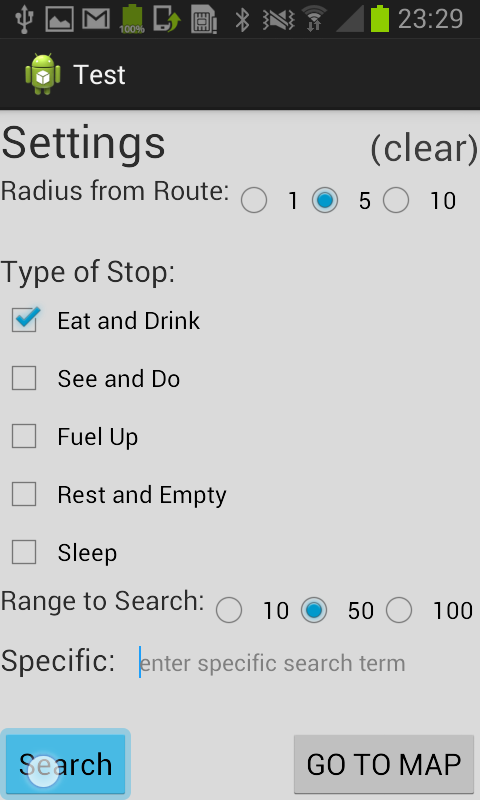 100% 23:29
Test
Settings (clear)
Radius from Route: 1 5 10
Type of Stop:
Eat and Drink
See and Do
Fuel Up
Rest and Empty
Sleep
Range to Search: 10 50 100
Specific: enter specific search term
Search GO TO MAP